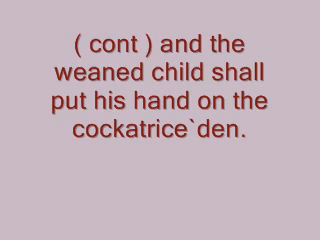 ( cont ) and the
weaned child shall
put his hand on the
cockatrice`den.